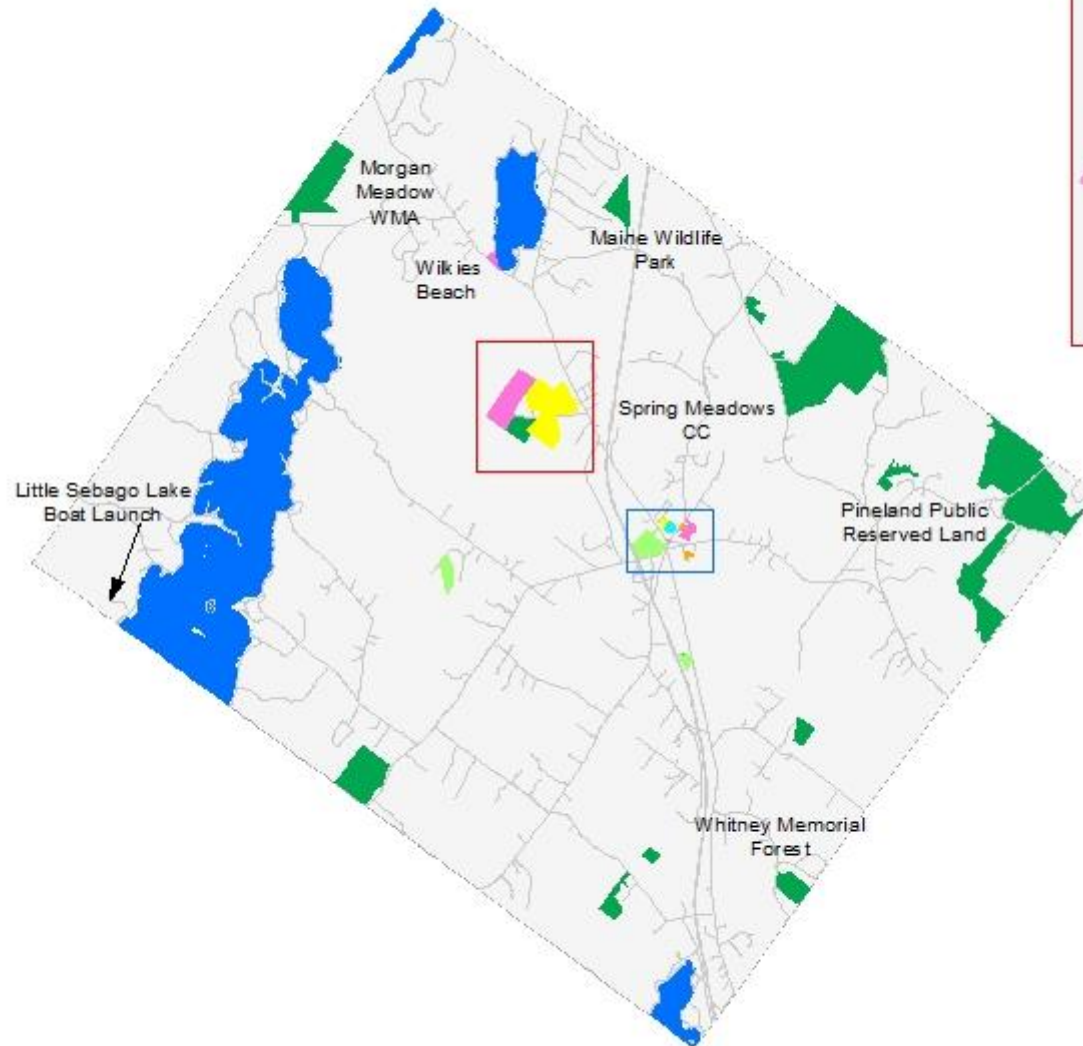 Morgan
Meadow
WMA
Maine Wildlife
Park
Wilkies
Beach
Spring Meadows
CC
Little Sebago Lake
Boat Launch
Pineland Public
Reserved Land
Whitney Memorial
Forest